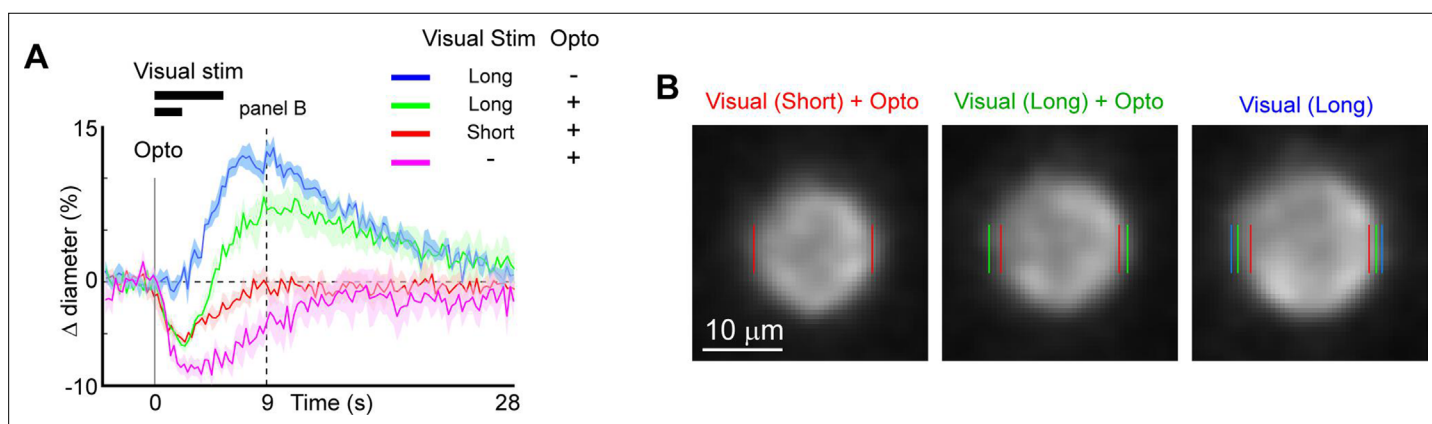 A
Visual Stim Opto
Visual stim
Long -
panel B
Long +
Short +
- +
15
Opto
0
-10
Δ diameter (%)
0 9 Time (s) 28
B
Visual (Short) + Opto
Visual (Long) + Opto
Visual (Long)
10 μm